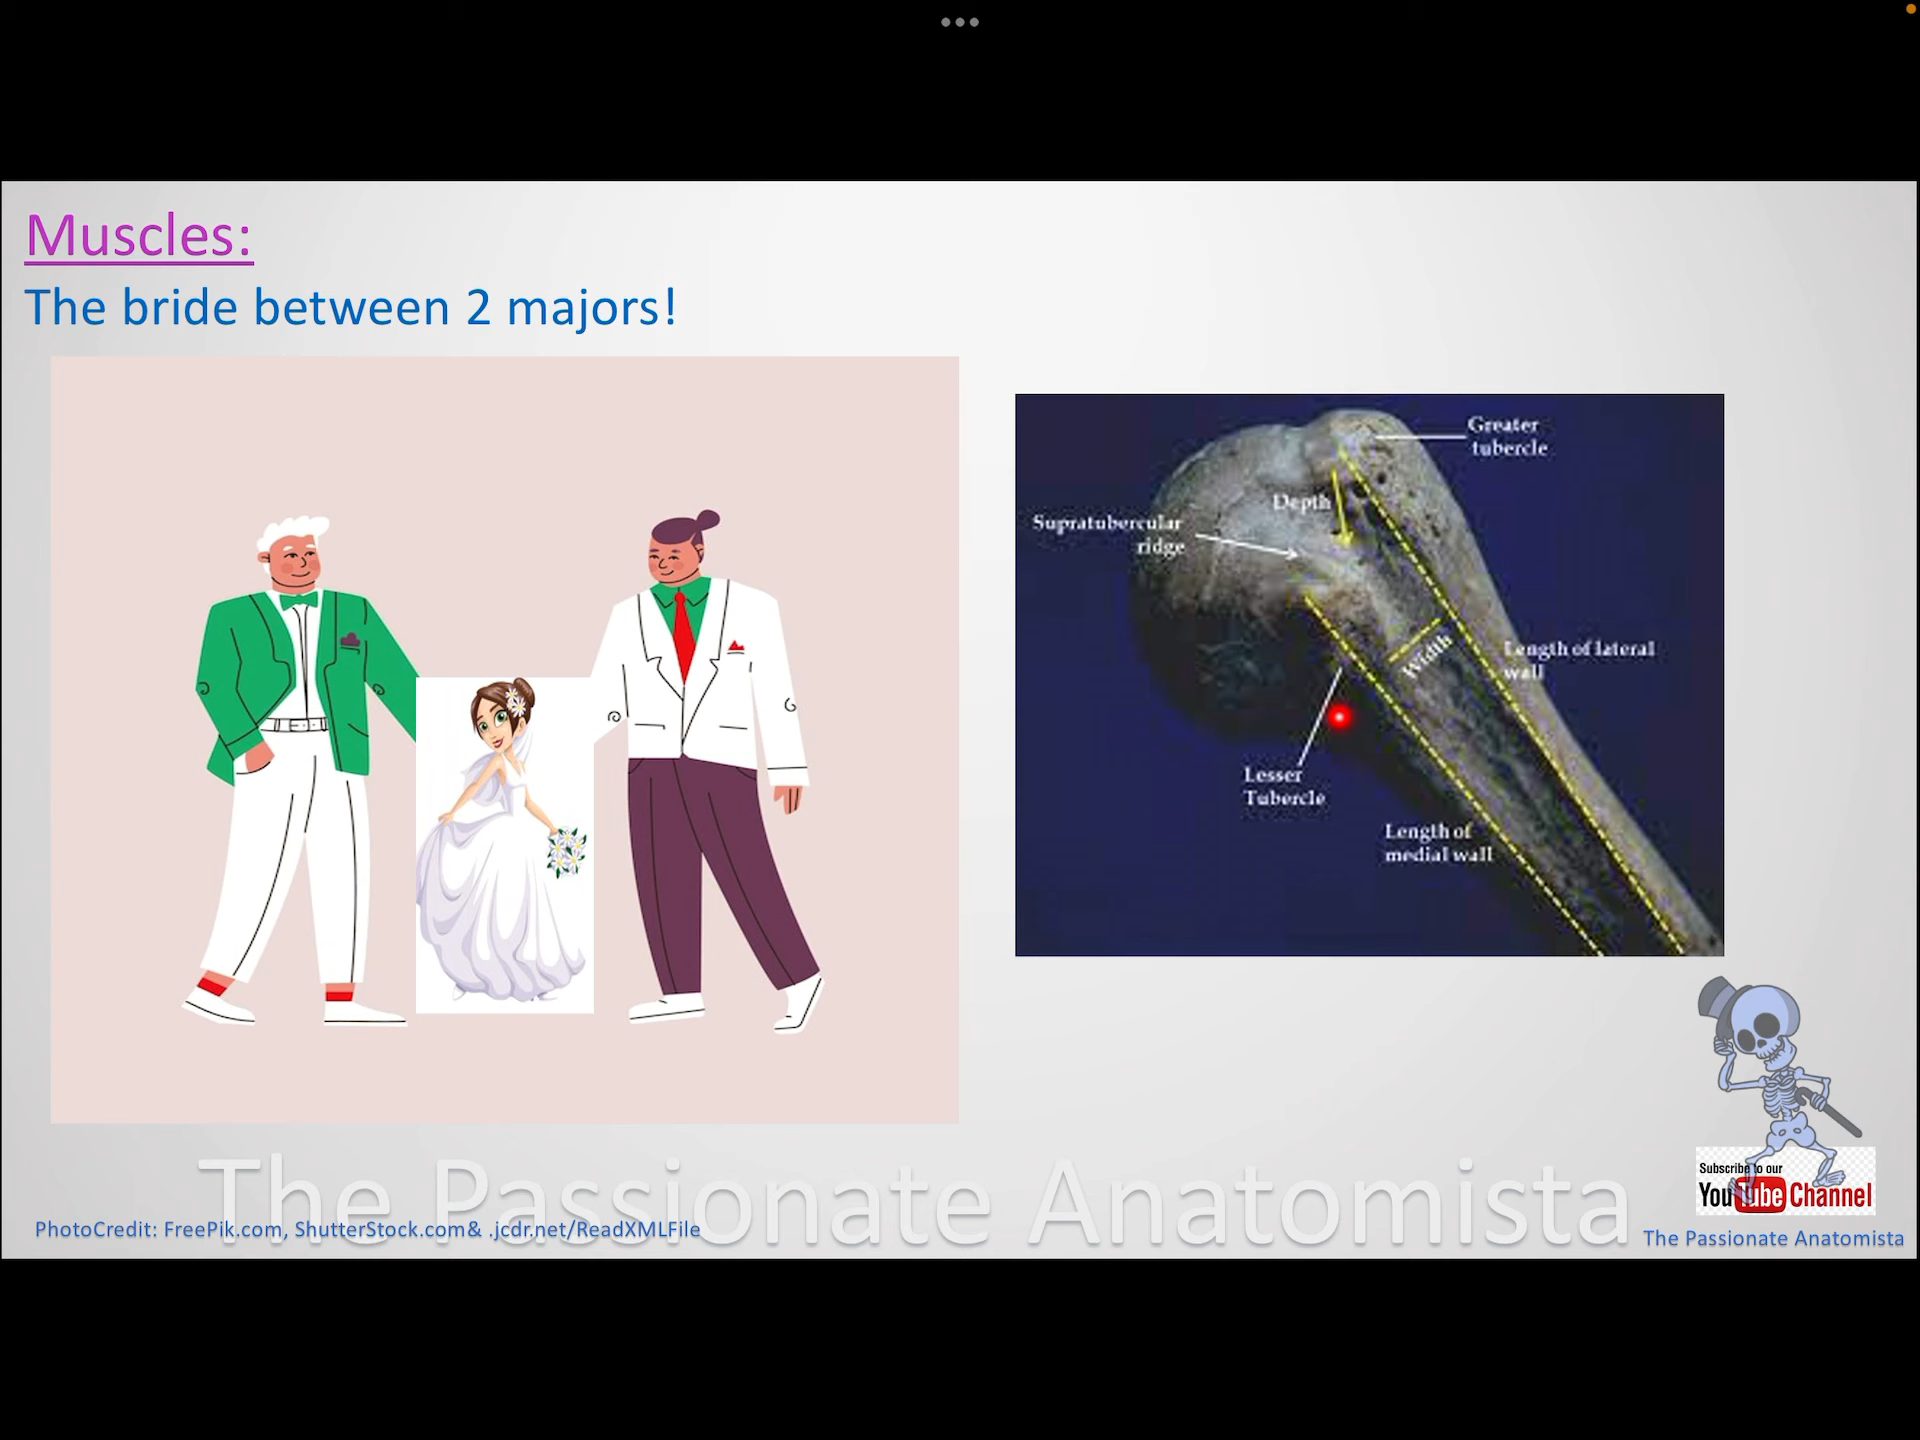 Muscles:
The bride between 2 majors!
Greater
tubercle
Depth
Supratubercular
ridge
Width
Length of lateral
wall
Lesser
Tubercle
Length of
medial wall
The Passionate Anatomista
PhotoCredit: FreePik.com, ShutterStock.com& .jcdr.net/ReadXMLFile
Subscribe to our
YouTube Channel
The Passionate Anatomista